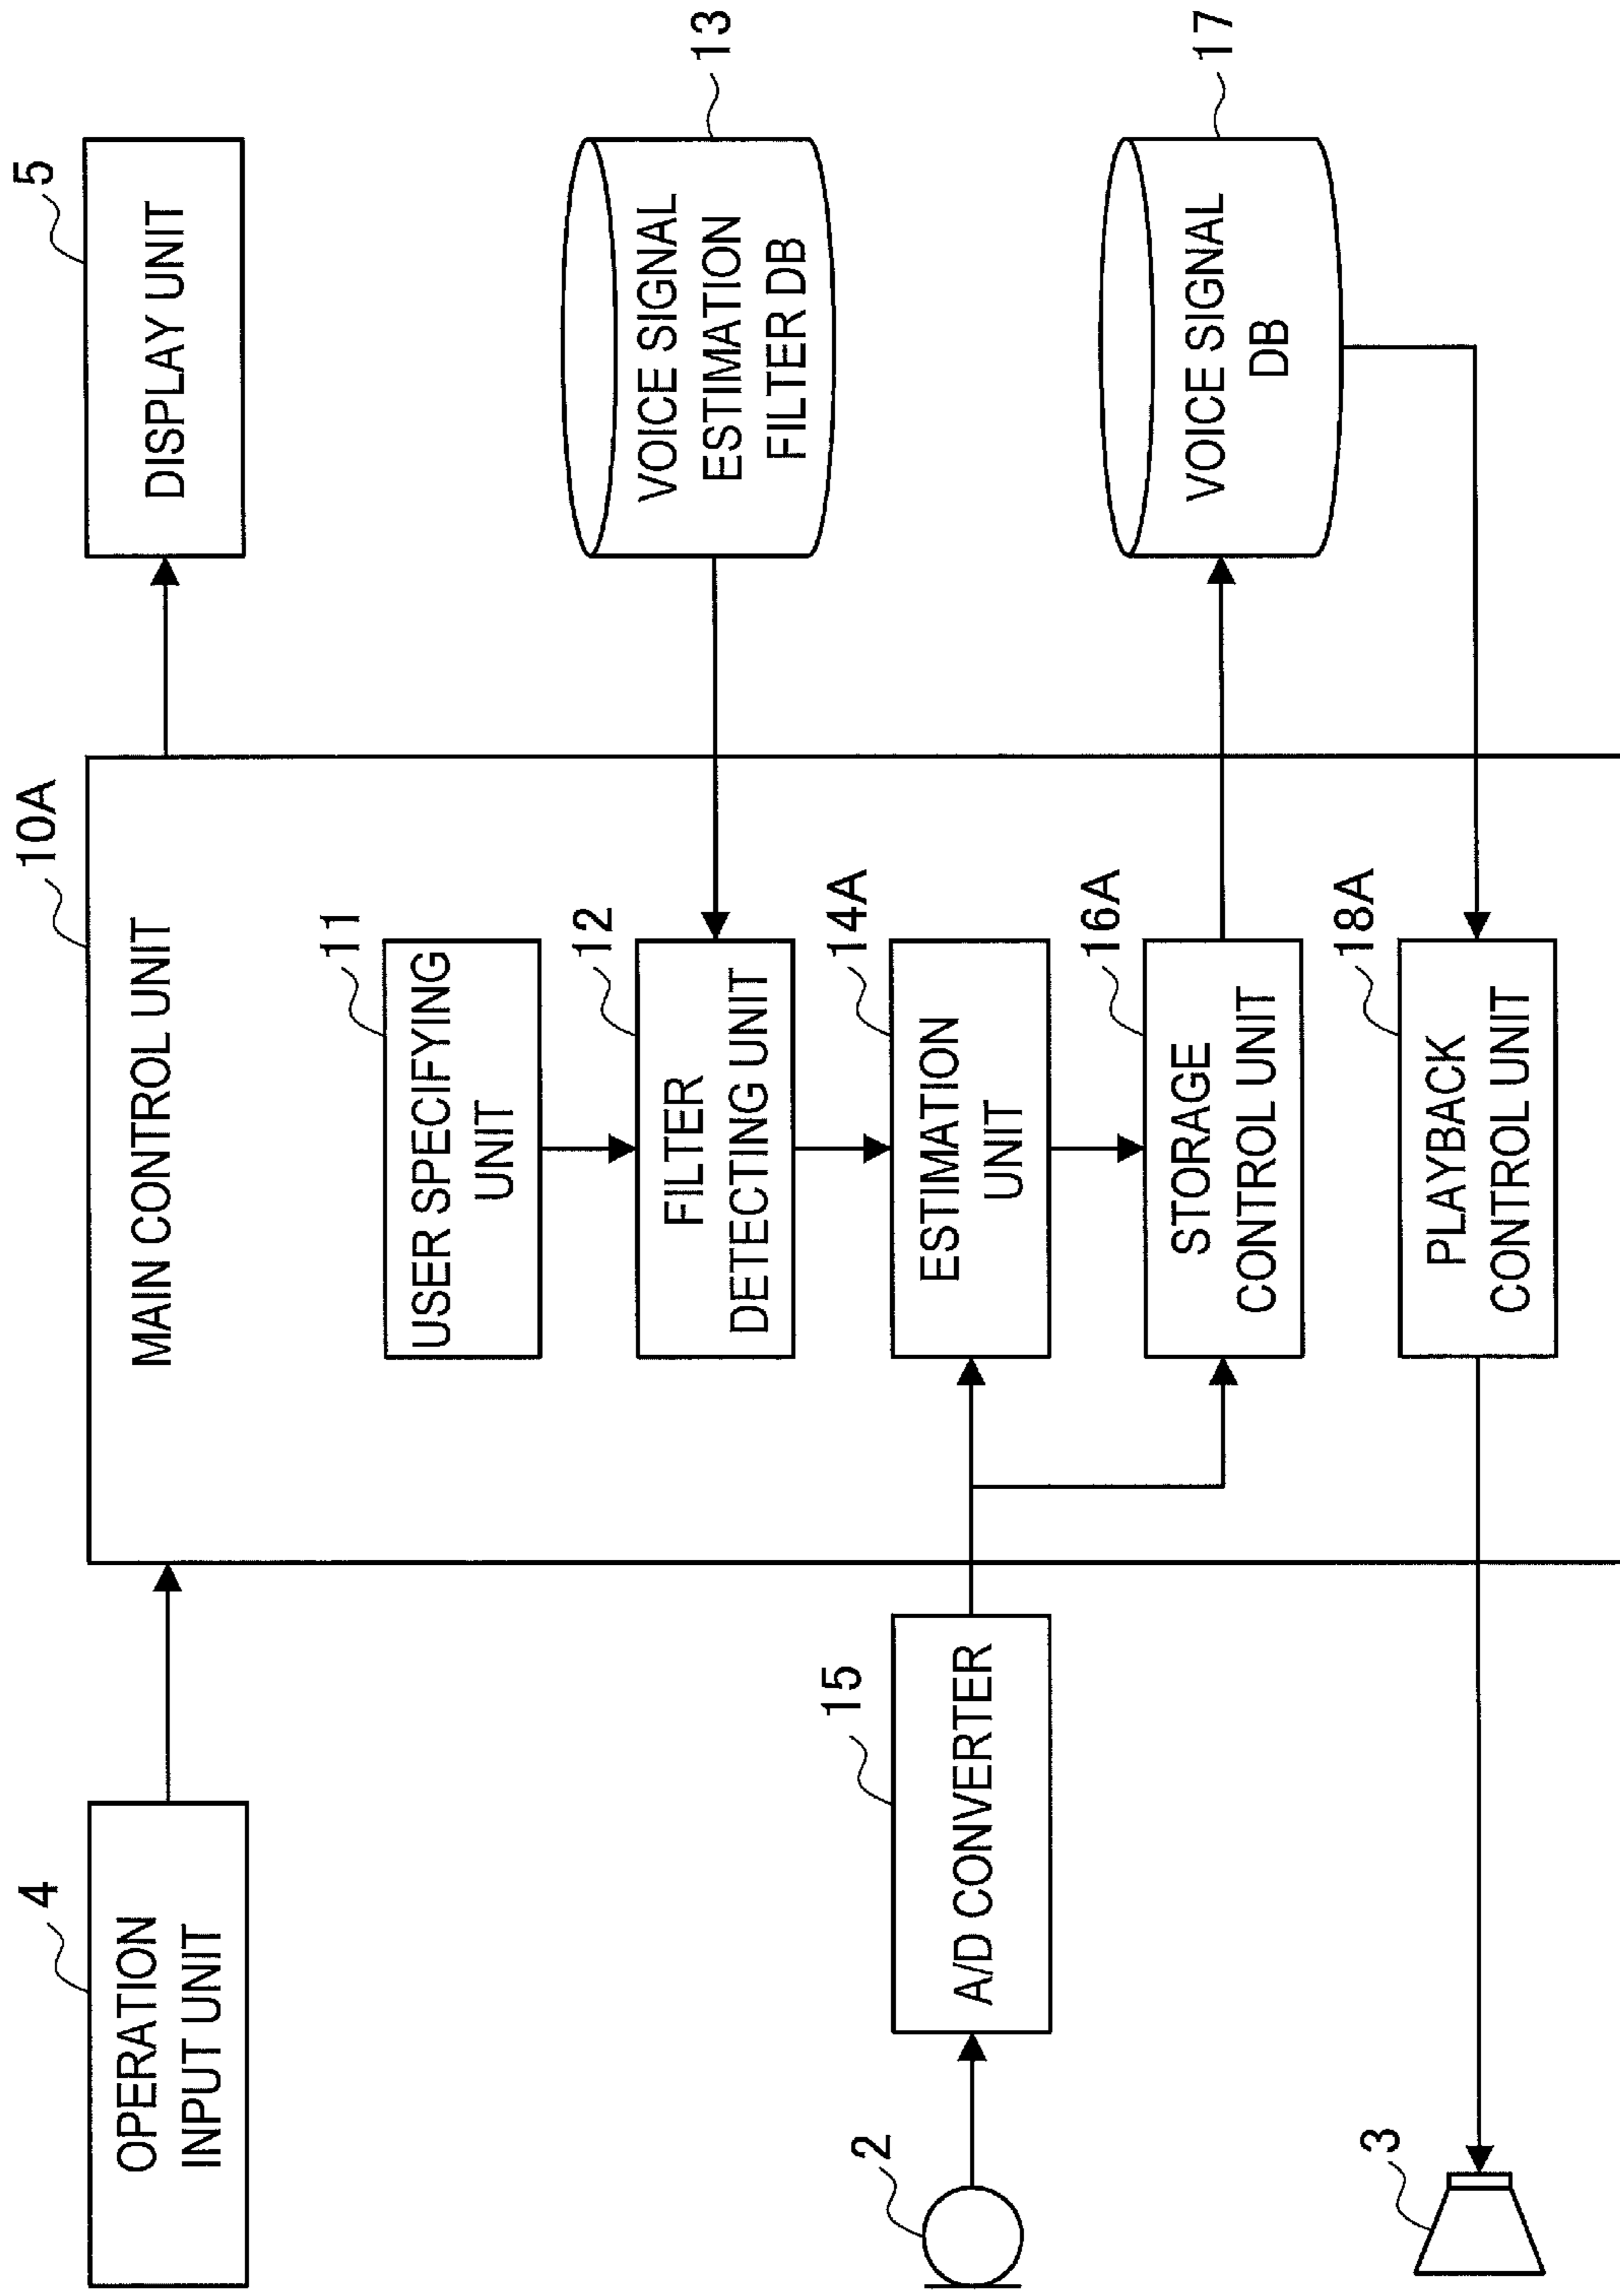 4
OPERATION
INPUT UNIT
10A
MAIN CONTROL UNIT
5
DISPLAY UNIT
11
USER SPECIFYING
UNIT
12
FILTER
DETECTING UNIT
13
VOICE SIGNAL
ESTIMATION
FILTER DB
2
15
A/D CONVERTER
14A
ESTIMATION
UNIT
16A
STORAGE
CONTROL UNIT
17
VOICE SIGNAL
DB
3
18A
PLAYBACK
CONTROL UNIT